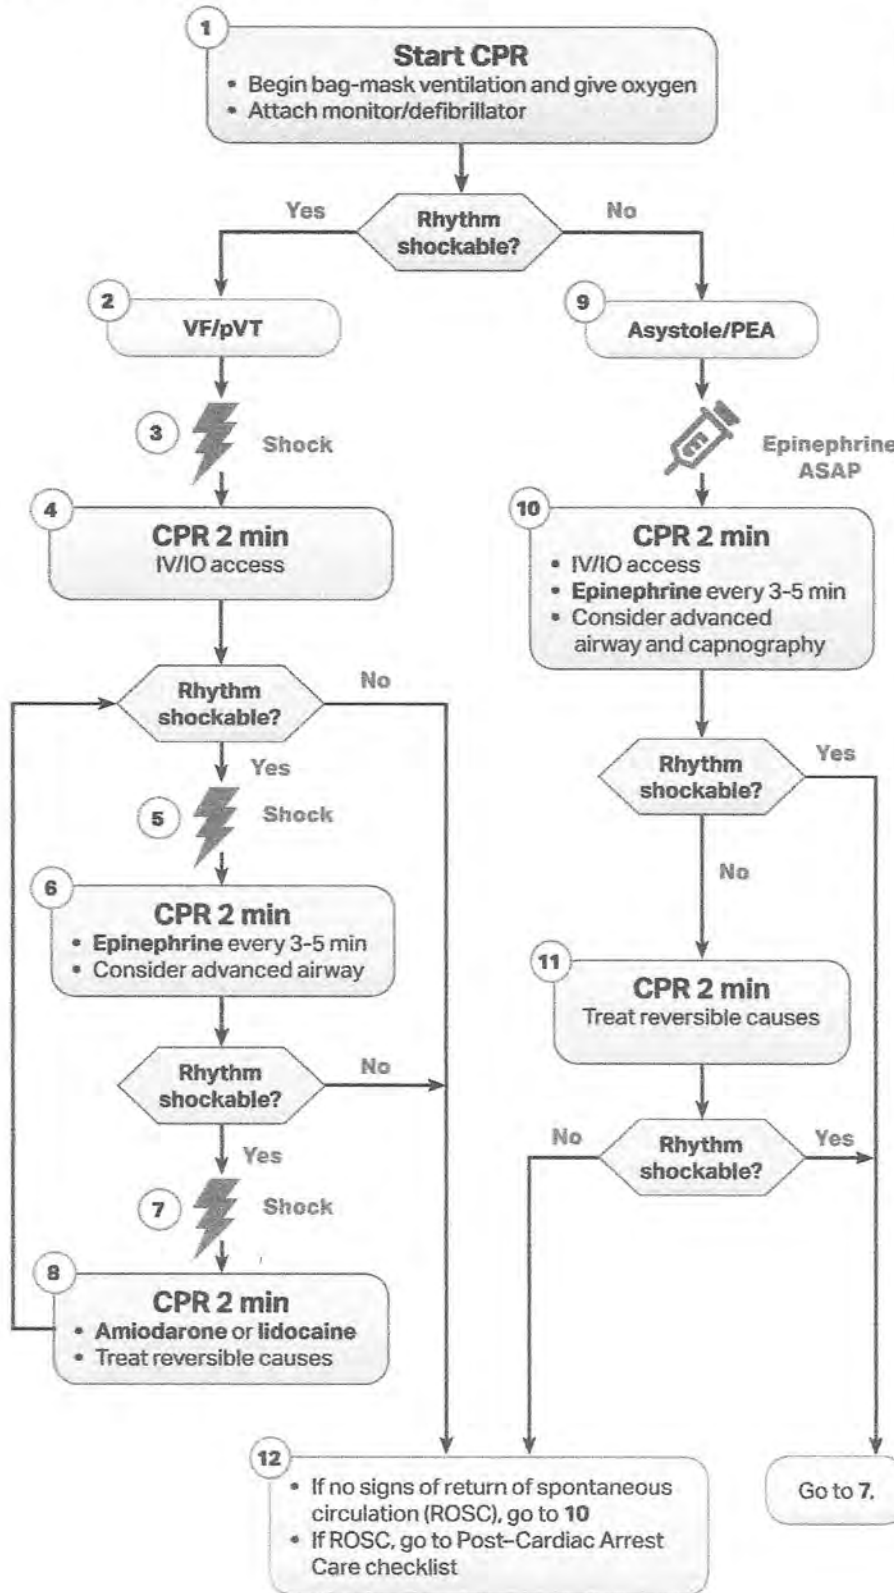 1
Start CPR
• Begin bag-mask ventilation and give oxygen
• Attach monitor/defibrillator
Yes
Rhythm
shockable?
No
2
VF/pVT
9
Asystole/PEA
3
Shock
Epinephrine
ASAP
4
CPR 2 min
IV/IO access
10
CPR 2 min
• IV/IO access
• Epinephrine every 3-5 min
• Consider advanced
airway and capnography
Rhythm
shockable?
No
Yes
Rhythm
shockable?
Yes
No
5
Shock
6
CPR 2 min
• Epinephrine every 3-5 min
• Consider advanced airway
11
CPR 2 min
Treat reversible causes
Rhythm
shockable?
No
Yes
No
Rhythm
shockable?
Yes
7
Shock
8
CPR 2 min
• Amiodarone or lidocaine
• Treat reversible causes
12
• If no signs of return of spontaneous
circulation (ROSC), go to 10
• If ROSC, go to Post–Cardiac Arrest
Care checklist
Go to 7.